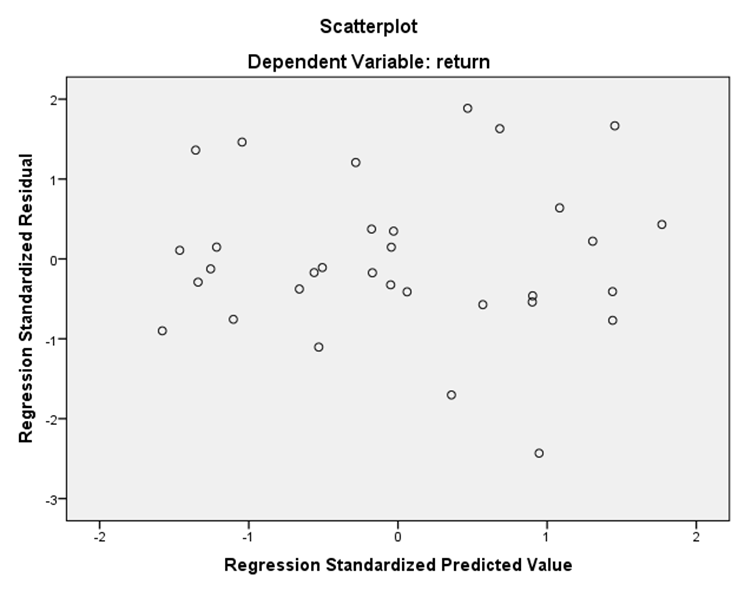 Scatterplot
Dependent Variable: return
Regression Standardized Residual
2
1
0
-1
-2
-3
-2
-1
0
1
2
Regression Standardized Predicted Value